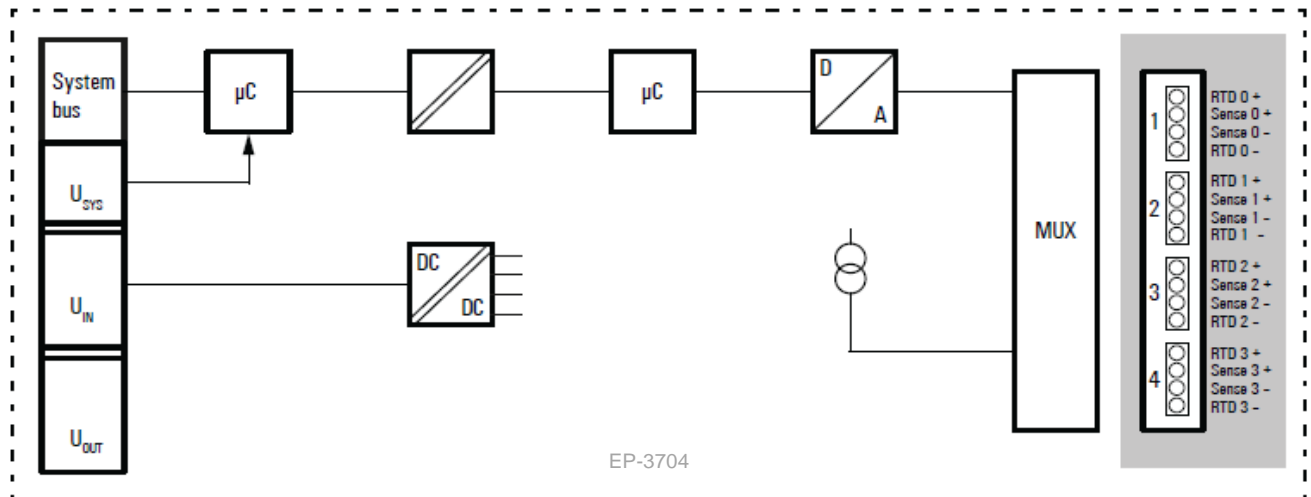 System
bus
µC
µC
D
A
U_SYS
DC
DC
U_IN
U_OUT
MUX
1
RTD 0 +
Sense 0 +
Sense 0 –
RTD 0 –
2
RTD 1 +
Sense 1 +
Sense 1 –
RTD 1 –
3
RTD 2 +
Sense 2 +
Sense 2 –
RTD 2 –
4
RTD 3 +
Sense 3 +
Sense 3 –
RTD 3 –
EP-3704